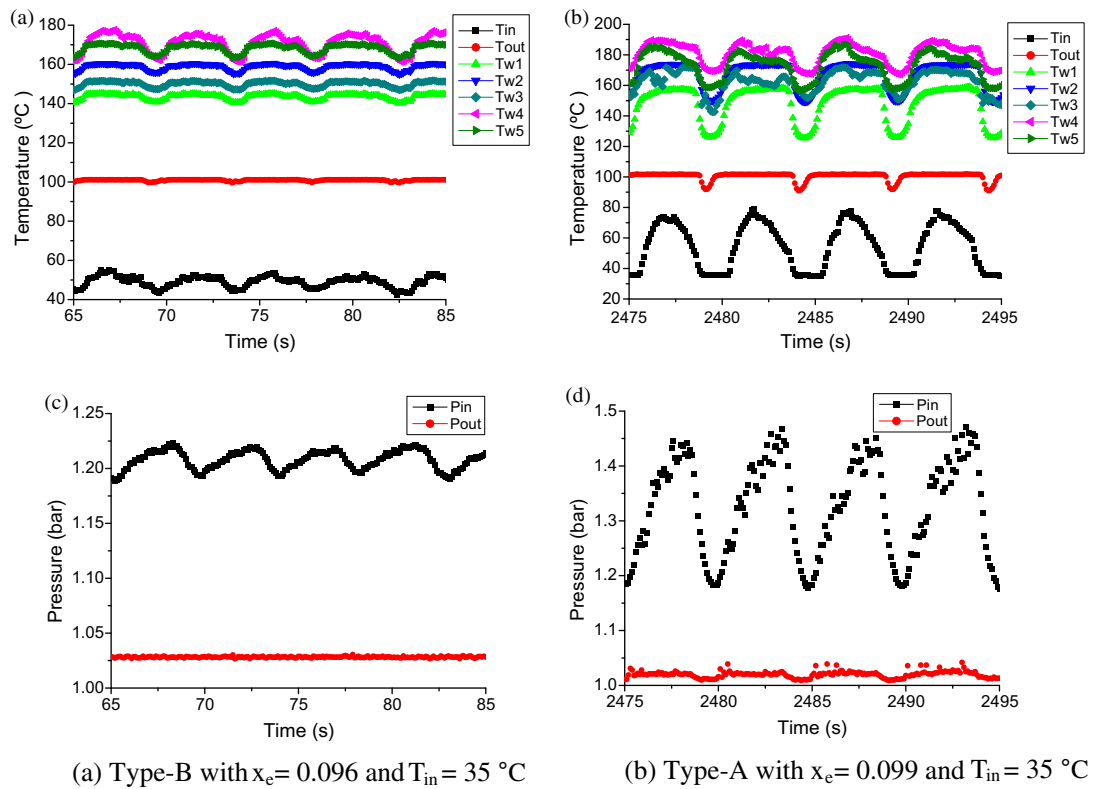 (a)
180
160
140
120
100
80
60
40
65
70
75
80
85
Temperature (ºC)
Time (s)
Tin
Tout
Tw1
Tw2
Tw3
Tw4
Tw5
(b)
200
180
160
140
120
100
80
60
40
20
2475
2480
2485
2490
2495
Temperature (ºC)
Time (s)
Tin
Tout
Tw1
Tw2
Tw3
Tw4
Tw5
(c)
1.25
1.20
1.15
1.10
1.05
1.00
65
70
75
80
85
Pressure (bar)
Time (s)
Pin
Pout
(d)
1.5
1.4
1.3
1.2
1.1
1.0
2475
2480
2485
2490
2495
Pressure (bar)
Time (s)
Pin
Pout
(a) Type-B with xₑ = 0.096 and Tᵢₙ = 35 °C
(b) Type-A with xₑ = 0.099 and Tᵢₙ = 35 °C